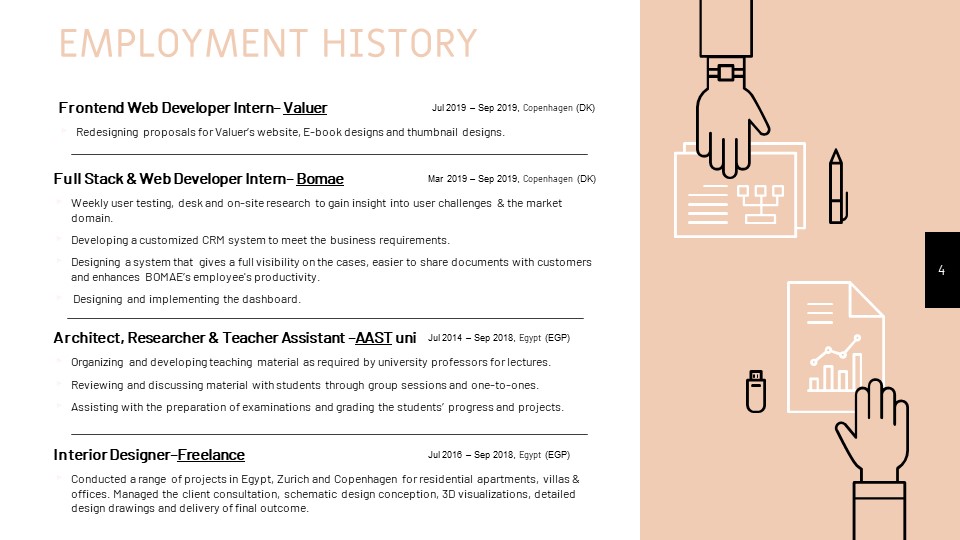 EMPLOYMENT HISTORY
Frontend Web Developer Intern– Valuer Jul 2019 – Sep 2019, Copenhagen (DK)
Redesigning proposals for Valuer's website, E-book designs and thumbnail designs.
Full Stack & Web Developer Intern– Bomae Mar 2019 – Sep 2019, Copenhagen (DK)
Weekly user testing, desk and on-site research to gain insight into user challenges & the market
domain.
Developing a customized CRM system to meet the business requirements.
Designing a system that gives a full visibility on the cases, easier to share documents with customers
and enhances BOMAE's employee's productivity.
Designing and implementing the dashboard.
Architect, Researcher & Teacher Assistant –AAST uni Jul 2014 – Sep 2018, Egypt (EGP)
Organizing and developing teaching material as required by university professors for lectures.
Reviewing and discussing material with students through group sessions and one-to-ones.
Assisting with the preparation of examinations and grading the students' progress and projects.
Interior Designer–Freelance Jul 2016 – Sep 2018, Egypt (EGP)
Conducted a range of projects in Egypt, Zurich and Copenhagen for residential apartments, villas &
offices. Managed the client consultation, schematic design conception, 3D visualizations, detailed
design drawings and delivery of final outcome.
4